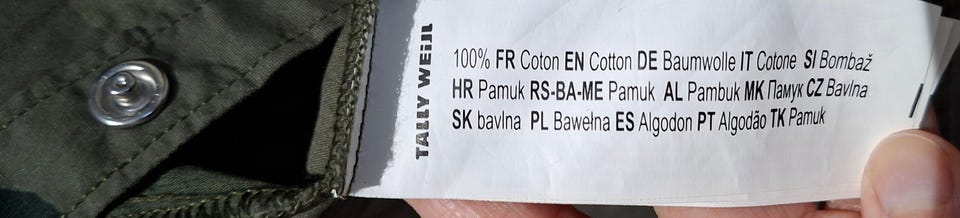 TALLY WEiJL
100% FR Coton EN Cotton DE Baumwolle IT Cotone SI Bombaž
HR Pamuk RS-BA-ME Pamuk AL Pambuk MK Памук CZ Bavlna
SK bavlna PL Bawełna ES Algodon PT Algodão TK Pamuk